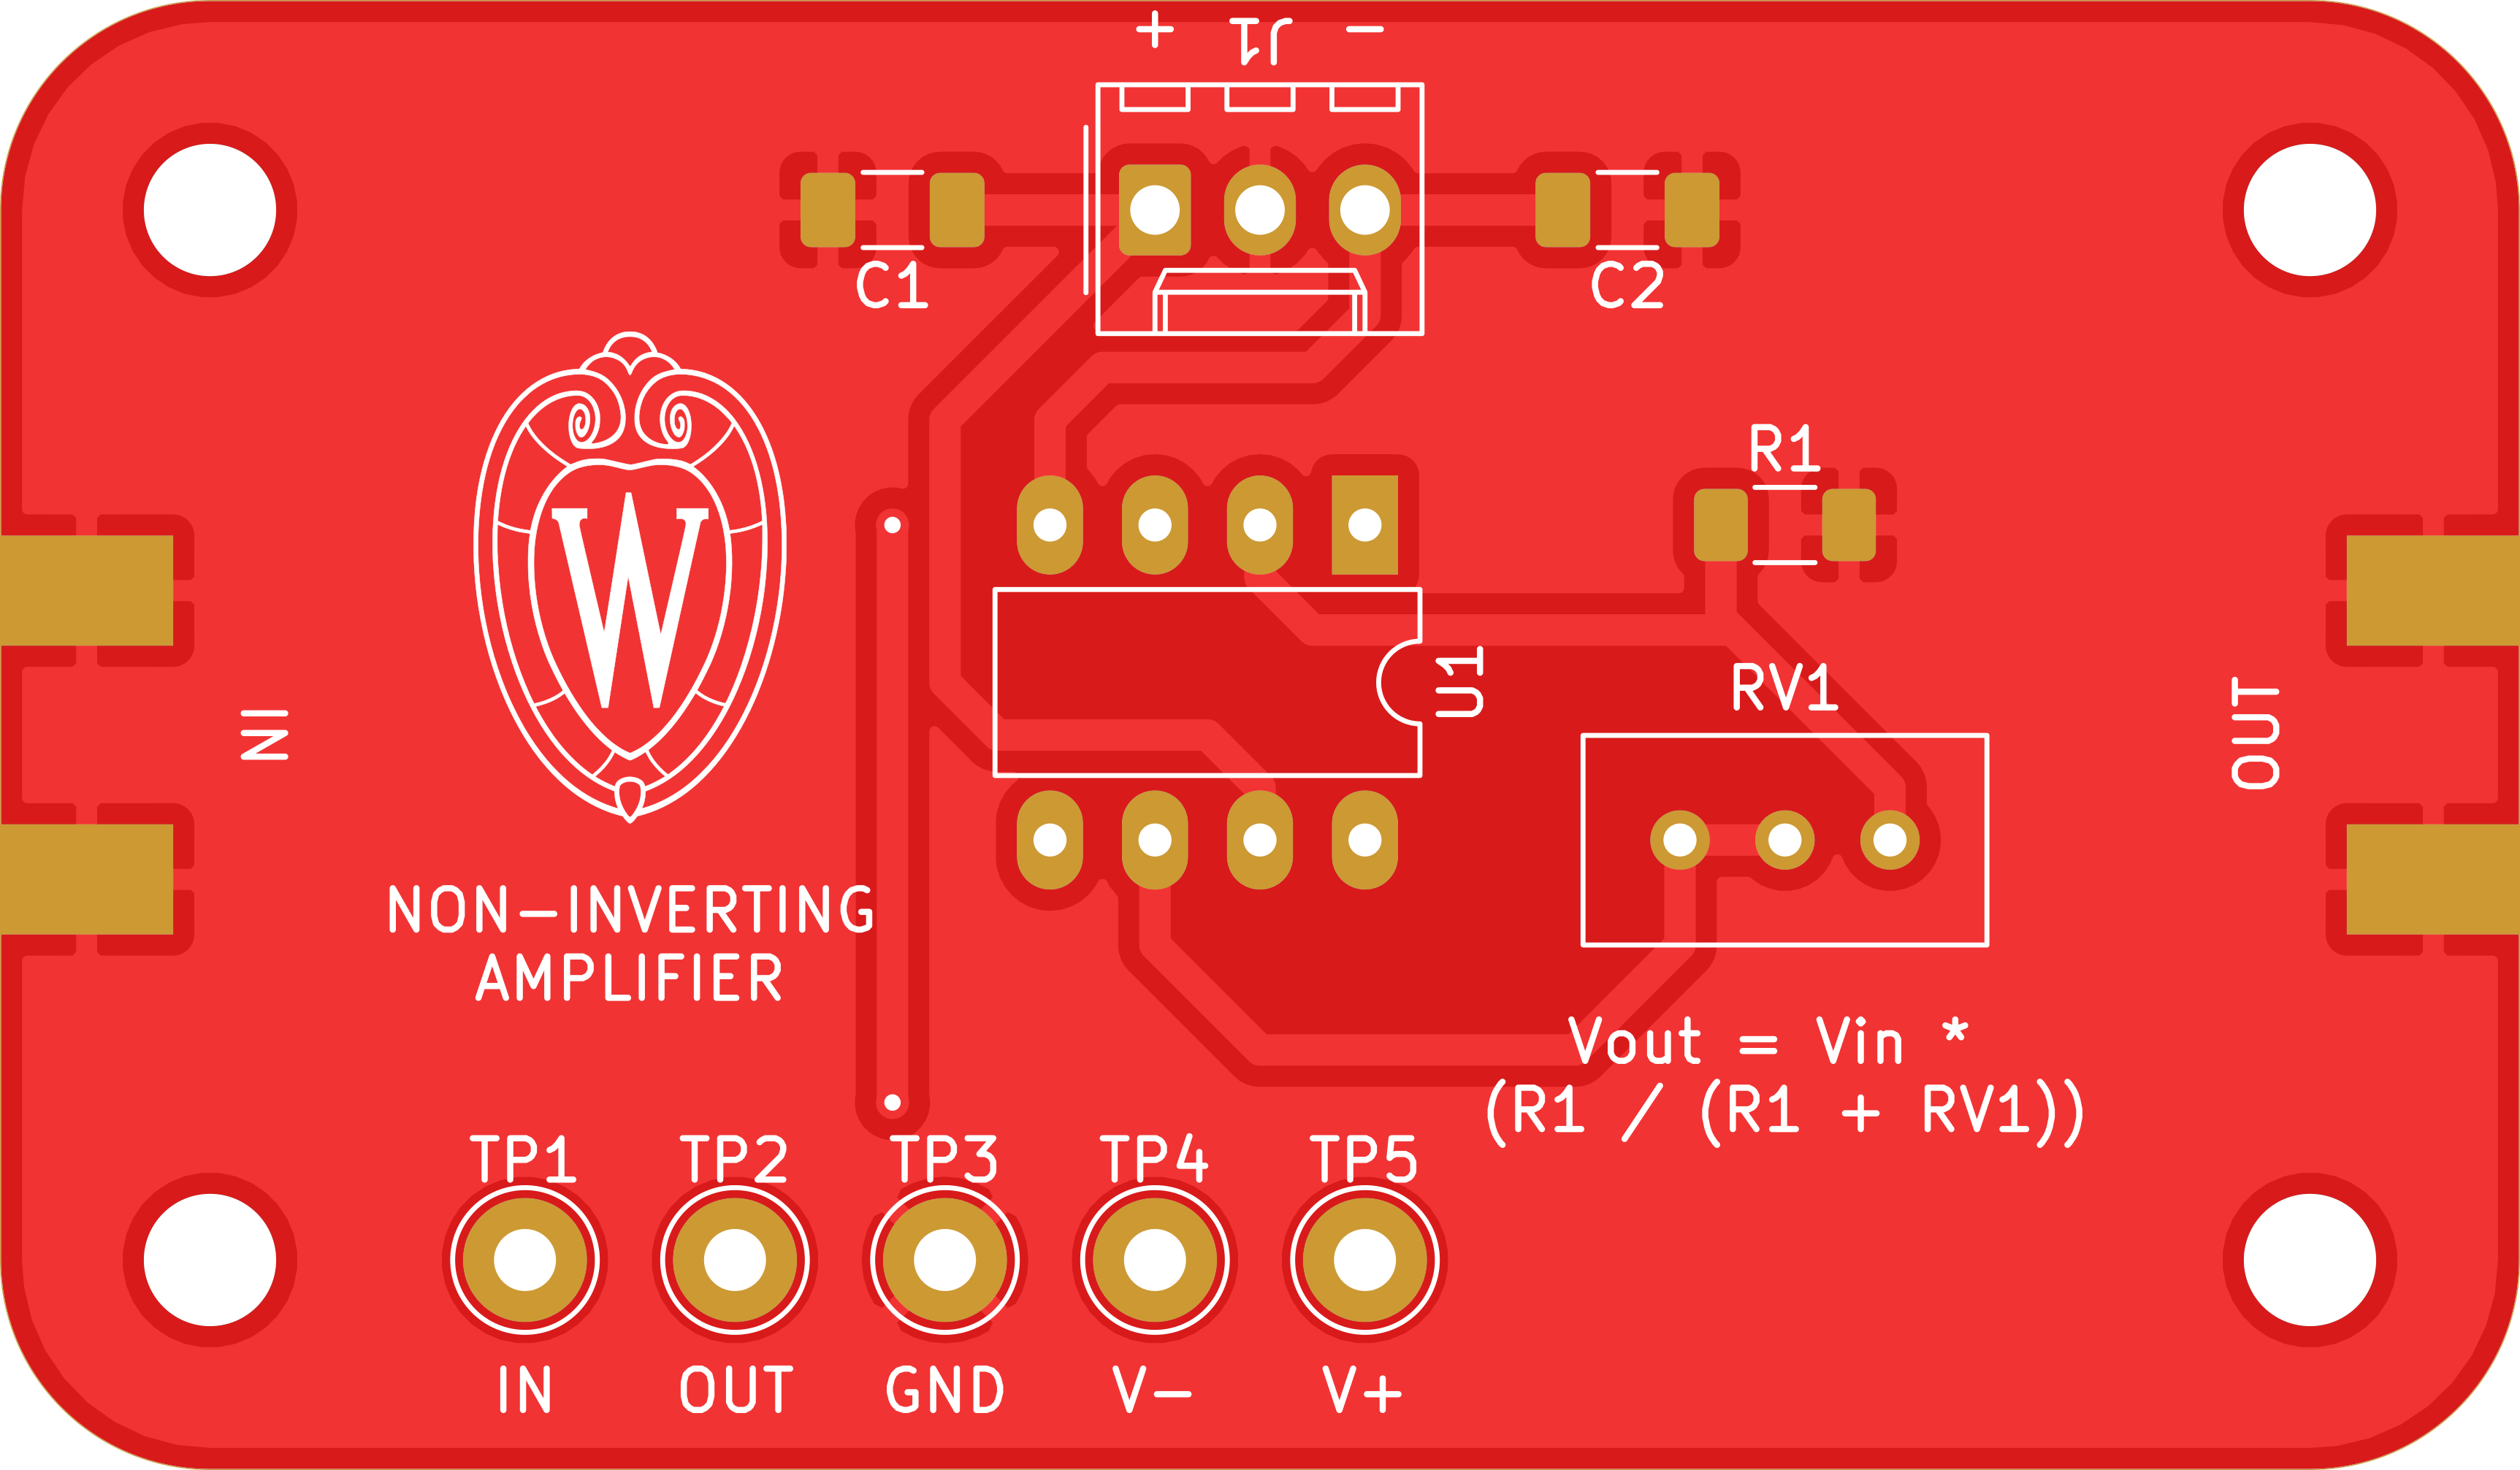 + J1 -
C1
C2
R1
W
U1
RV1
IN
OUT
NON-INVERTING
AMPLIFIER
Vout = Vin *
(R1 / (R1 + RV1))
TP1 TP2 TP3 TP4 TP5
IN OUT GND V- V+